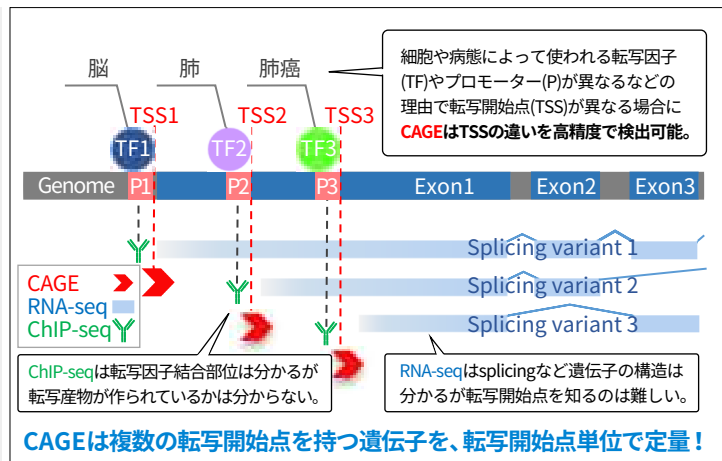 脳
肺
肺癌
細胞や病態によって使われる転写因子
(TF)やプロモーター(P)が異なるなどの
理由で転写開始点(TSS)が異なる場合に
CAGEはTSSの違いを高精度で検出可能。
TSS1
TSS2
TSS3
TF1
TF2
TF3
Genome
P1
P2
P3
Exon1
Exon2
Exon3
Splicing variant 1
Splicing variant 2
Splicing variant 3
CAGE
RNA-seq
ChIP-seq
ChIP-seqは転写因子結合部位は分かるが
転写産物が作られているかは分からない。
RNA-seqはsplicingなど遺伝子の構造は
分かるが転写開始点を知るのは難しい。
CAGEは複数の転写開始点を持つ遺伝子を、転写開始点単位で定量！